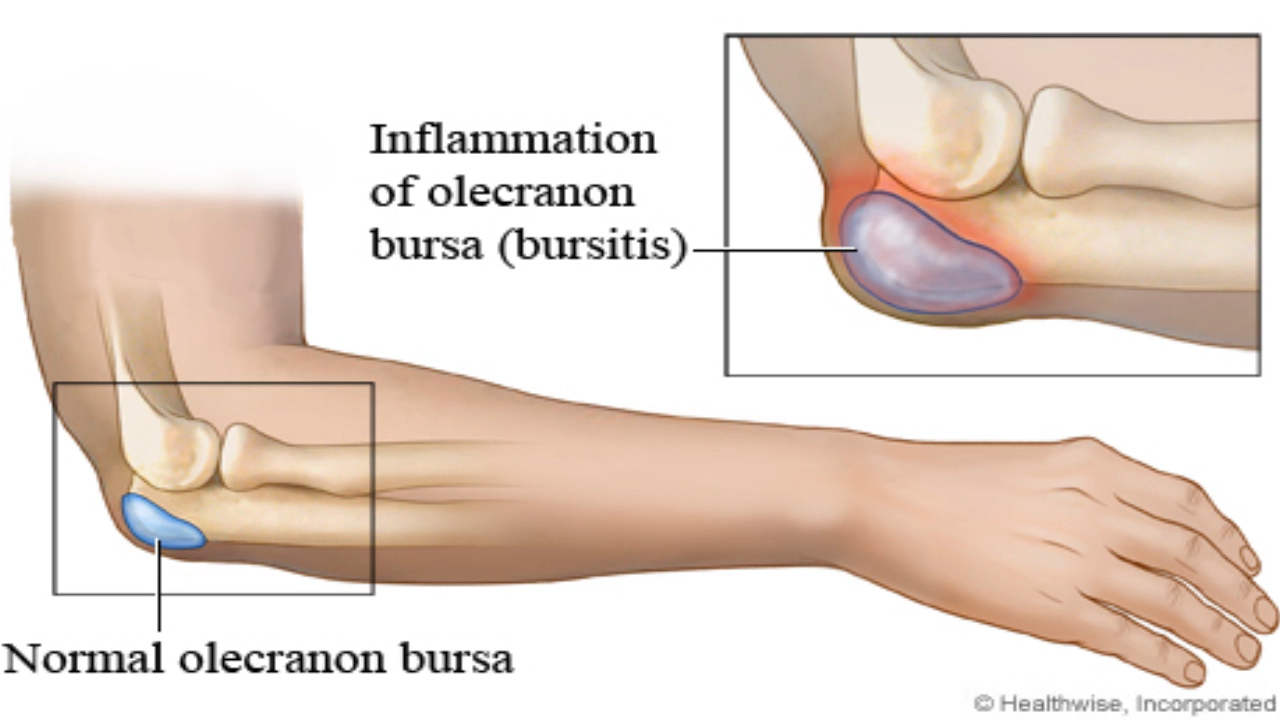 Inflammation
of olecranon
bursa (bursitis)
Normal olecranon bursa
© Healthwise, Incorporated